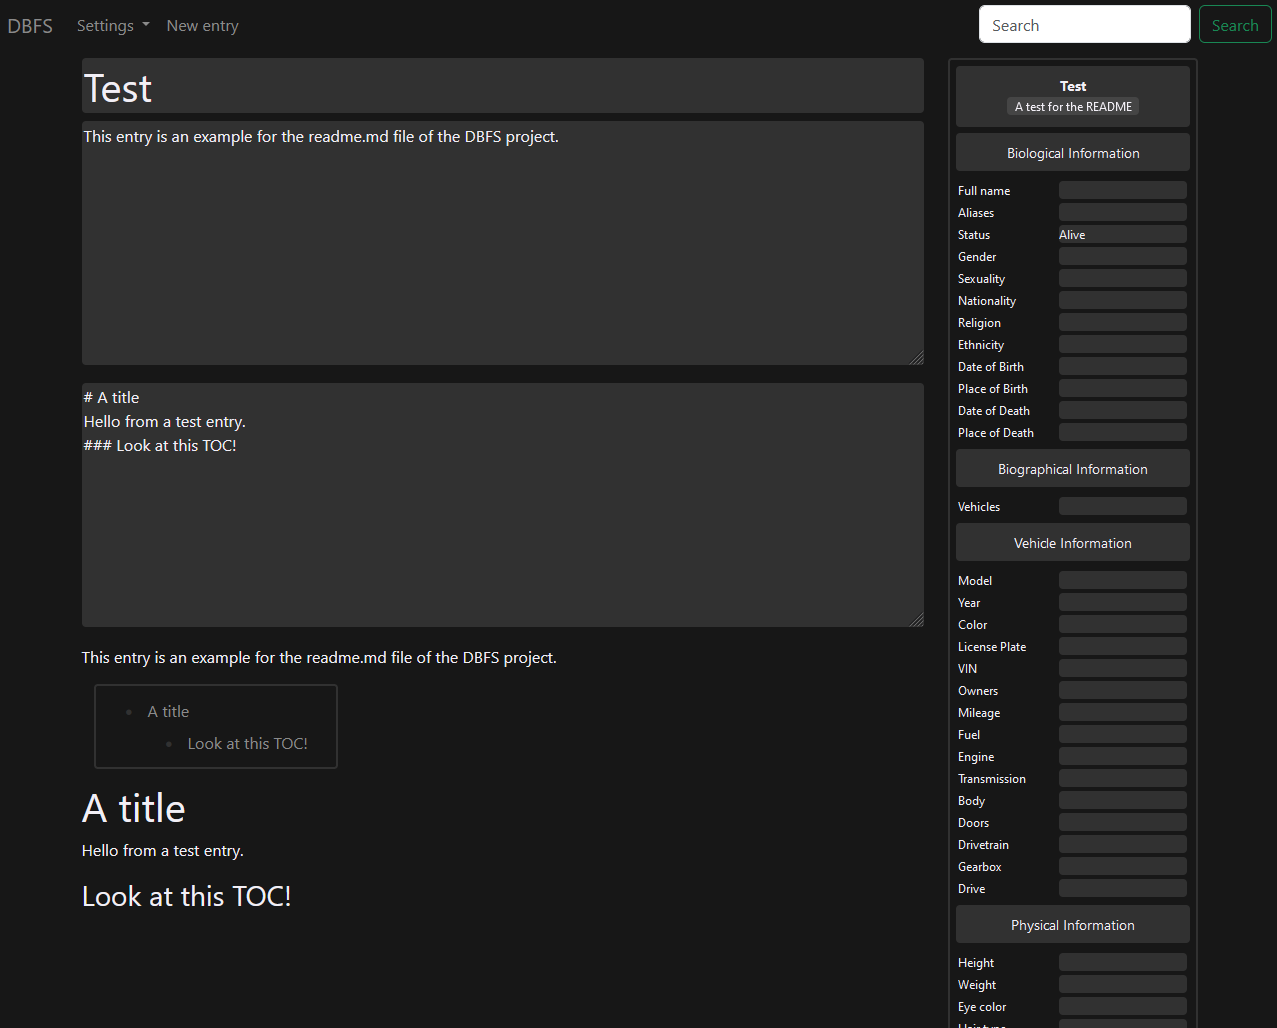 DBFS Settings New entry Search Search
Test
This entry is an example for the readme.md file of the DBFS project.
# A title
Hello from a test entry.
### Look at this TOC!
This entry is an example for the readme.md file of the DBFS project.
A title
Look at this TOC!
A title
Hello from a test entry.
Look at this TOC!
Test
A test for the README
Biological Information
Full name
Aliases
Status Alive
Gender
Sexuality
Nationality
Religion
Ethnicity
Date of Birth
Place of Birth
Date of Death
Place of Death
Biographical Information
Vehicles
Vehicle Information
Model
Year
Color
License Plate
VIN
Owners
Mileage
Fuel
Engine
Transmission
Body
Doors
Drivetrain
Gearbox
Drive
Physical Information
Height
Weight
Eye color
Hair type